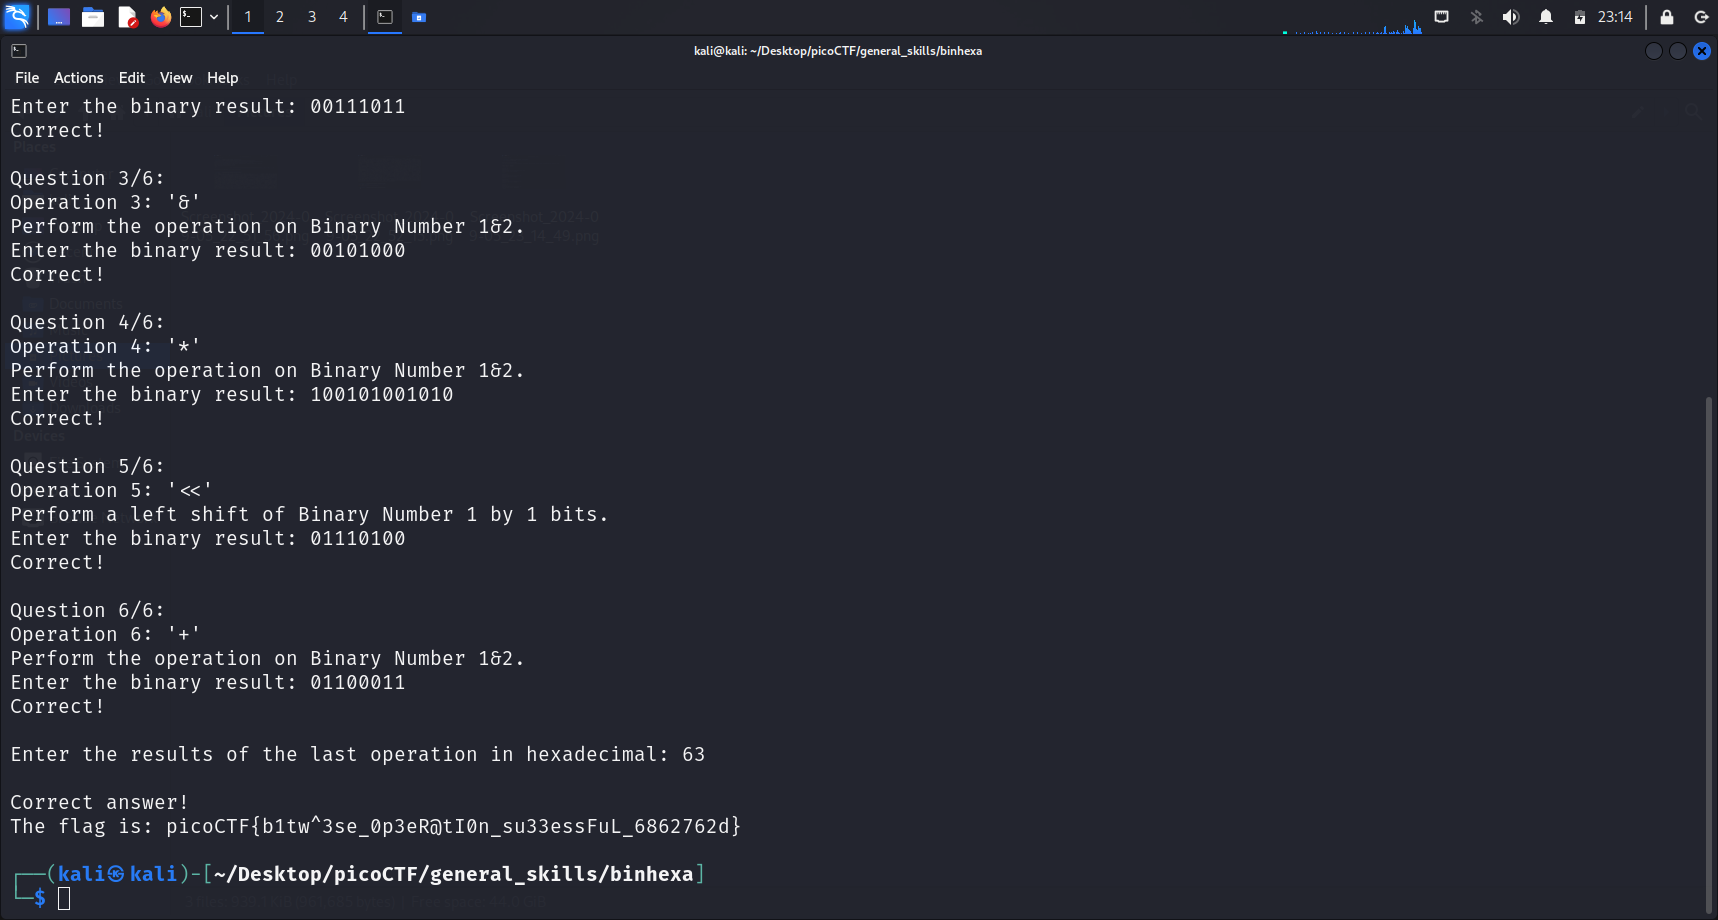 1 2 3 4 23:14
kali@kali: ~/Desktop/picoCTF/general_skills/binhexa
File Actions Edit View Help
Enter the binary result: 00111011
Correct!
Places
Question 3/6:
Operation 3: '&'
Perform the operation on Binary Number 1&2.
Enter the binary result: 00101000
Correct!
Documents
Question 4/6:
Operation 4: '*'
Perform the operation on Binary Number 1&2.
Enter the binary result: 100101001010
Correct!
Devices
Question 5/6:
Operation 5: '<<'
Perform a left shift of Binary Number 1 by 1 bits.
Enter the binary result: 01110100
Correct!
Question 6/6:
Operation 6: '+'
Perform the operation on Binary Number 1&2.
Enter the binary result: 01100011
Correct!
Enter the results of the last operation in hexadecimal: 63
Correct answer!
The flag is: picoCTF{b1tw^3se_0p3eR@tI0n_su33essFuL_6862762d}
┌──(kali㉿kali)-[~/Desktop/picoCTF/general_skills/binhexa]
└─$